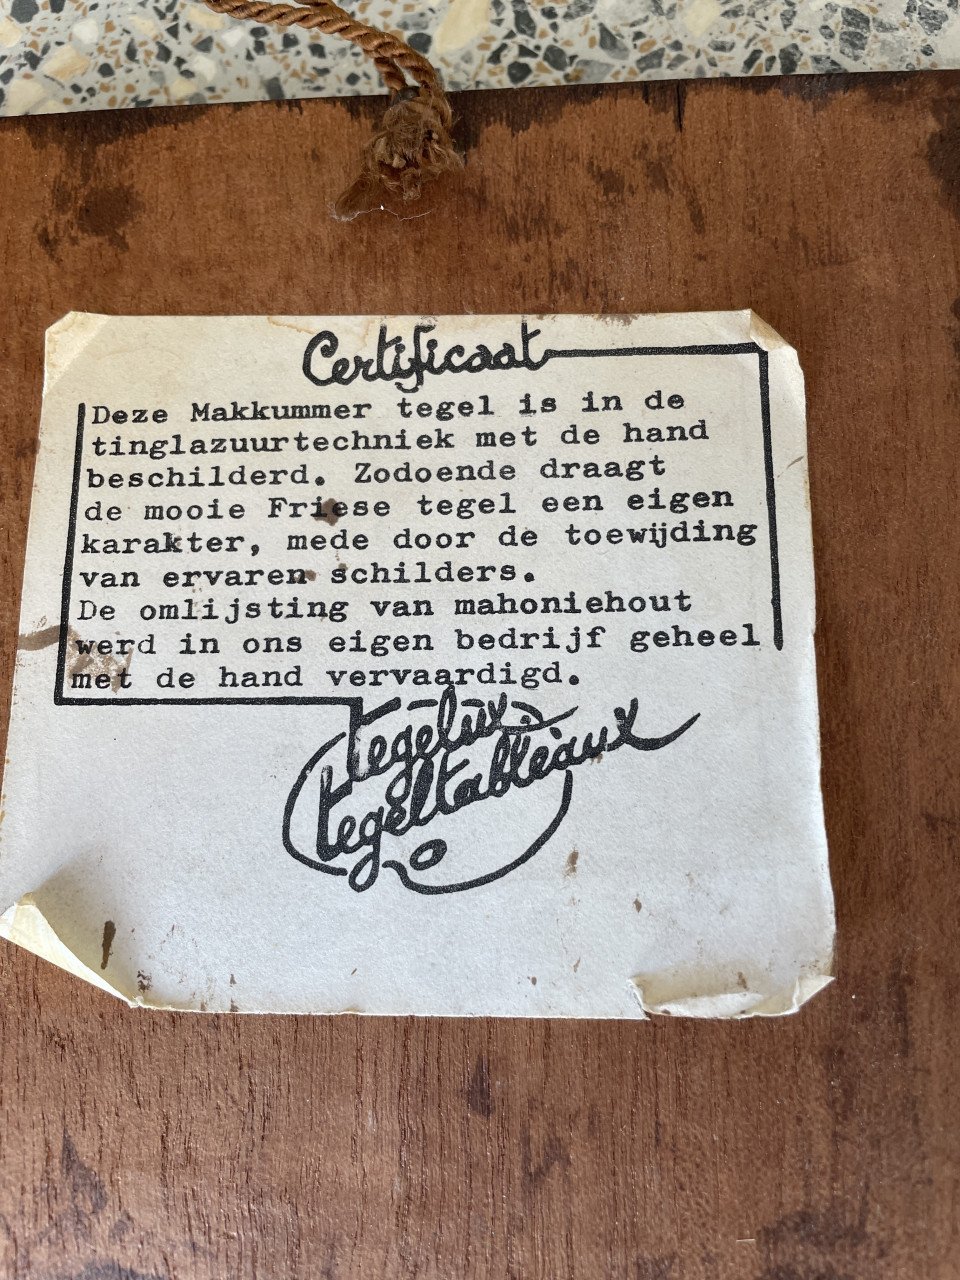 Certificaat
Deze Makkummer tegel is in de
tinglazuurtechniek met de hand
beschilderd. Zodoende draagt
de mooie Friese tegel een eigen
karakter, mede door de toewijding
van ervaren schilders.
De omlijsting van mahoniehout
werd in ons eigen bedrijf geheel
met de hand vervaardigd.
tegelux
tegeltableaux